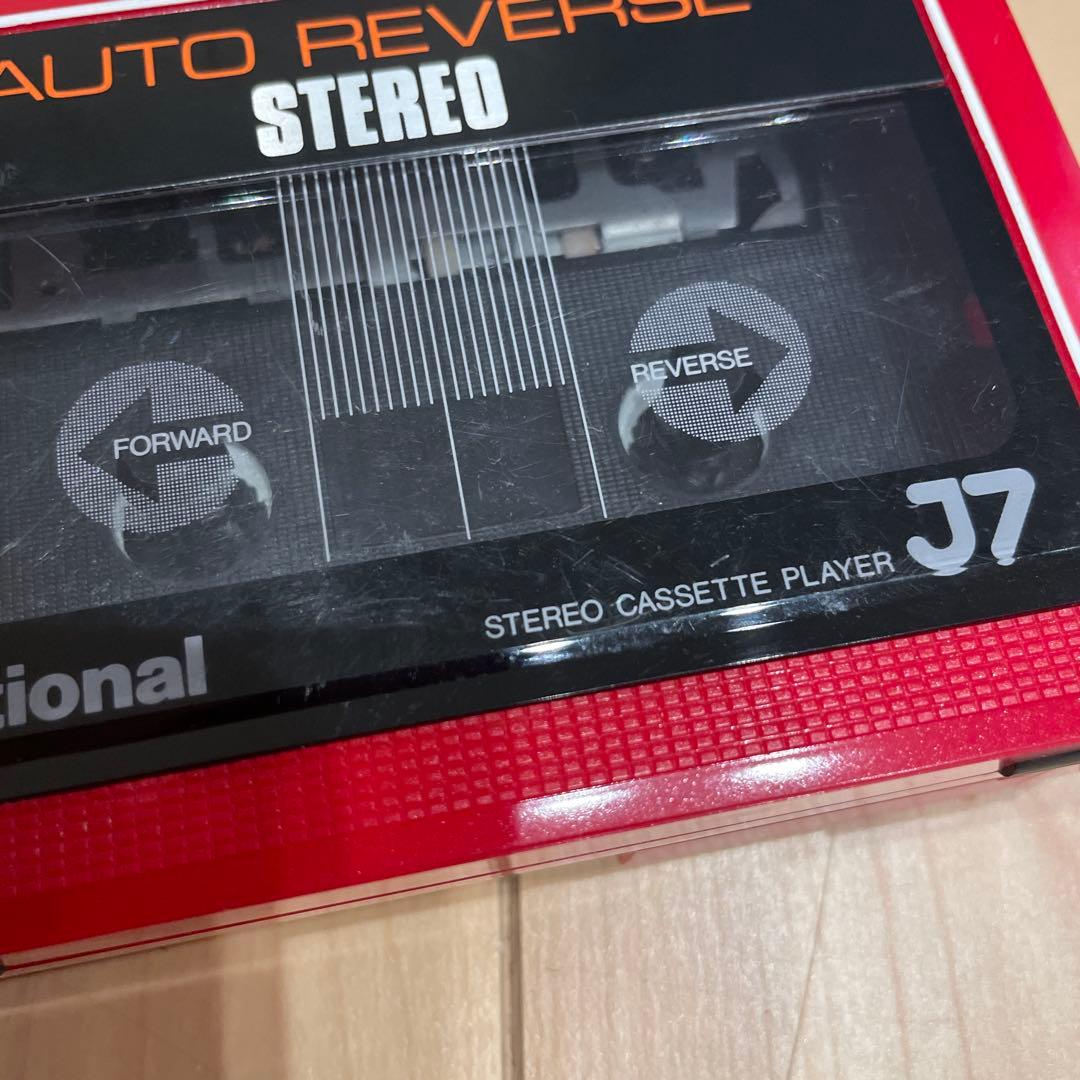 AUTO REVERSE
STEREO
FORWARD
REVERSE
J7
STEREO CASSETTE PLAYER
tional